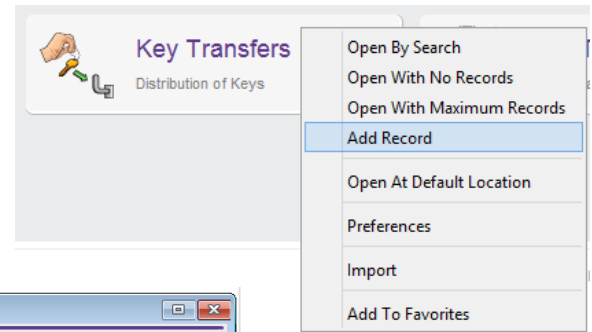 Key Transfers
Distribution of Keys
Open By Search
Open With No Records
Open With Maximum Records
Add Record
Open At Default Location
Preferences
Import
Add To Favorites